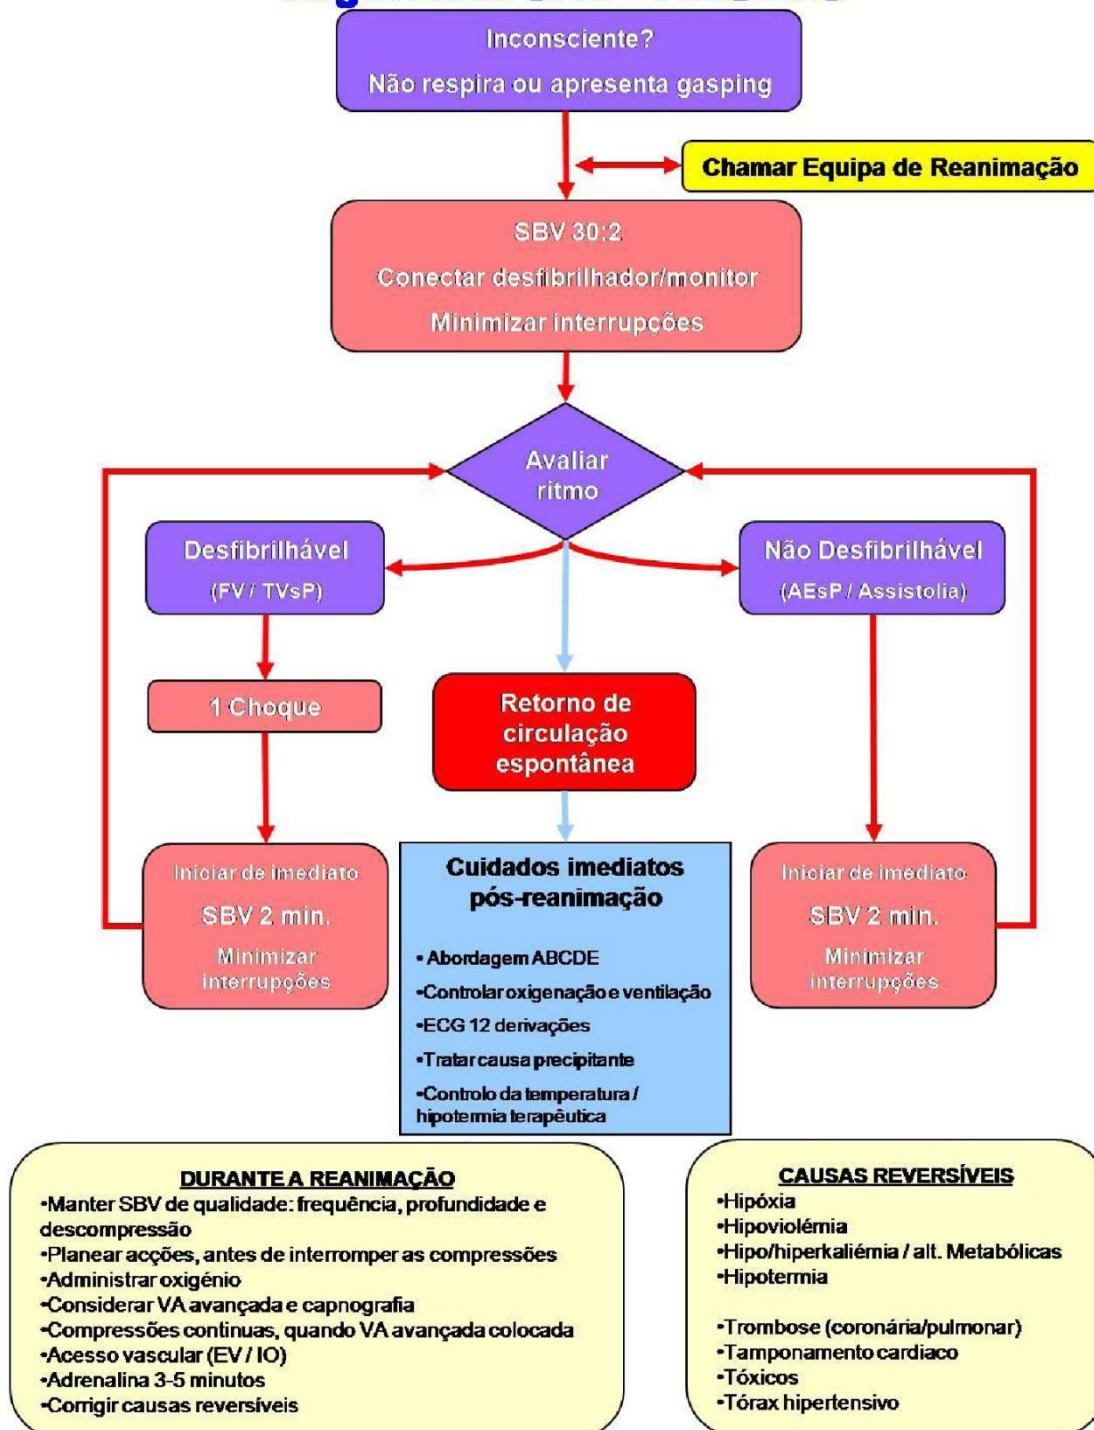 Inconsciente?
Não respira ou apresenta gasping
Chamar Equipa de Reanimação
SBV 30:2
Conectar desfibrilhador/monitor
Minimizar interrupções
Avaliar
ritmo
Desfibrilhável
(FV / TVsP)
Não Desfibrilhável
(AEsP / Assistolia)
1 Choque
Retorno de
circulação
espontânea
Iniciar de imediato
SBV 2 min.
Minimizar
interrupções
Cuidados imediatos
pós-reanimação
• Abordagem ABCDE
•Controlar oxigenação e ventilação
•ECG 12 derivações
•Tratar causa precipitante
•Controlo da temperatura /
hipotermia terapêutica
Iniciar de imediato
SBV 2 min.
Minimizar
interrupções
DURANTE A REANIMAÇÃO
•Manter SBV de qualidade: frequência, profundidade e
descompressão
•Planear acções, antes de interromper as compressões
•Administrar oxigénio
•Considerar VA avançada e capnografia
•Compressões continuas, quando VA avançada colocada
•Acesso vascular (EV / IO)
•Adrenalina 3-5 minutos
•Corrigir causas reversíveis
CAUSAS REVERSÍVEIS
•Hipóxia
•Hipoviolémia
•Hipo/hiperkaliémia / alt. Metabólicas
•Hipotermia
•Trombose (coronária/pulmonar)
•Tamponamento cardiaco
•Tóxicos
•Tórax hipertensivo